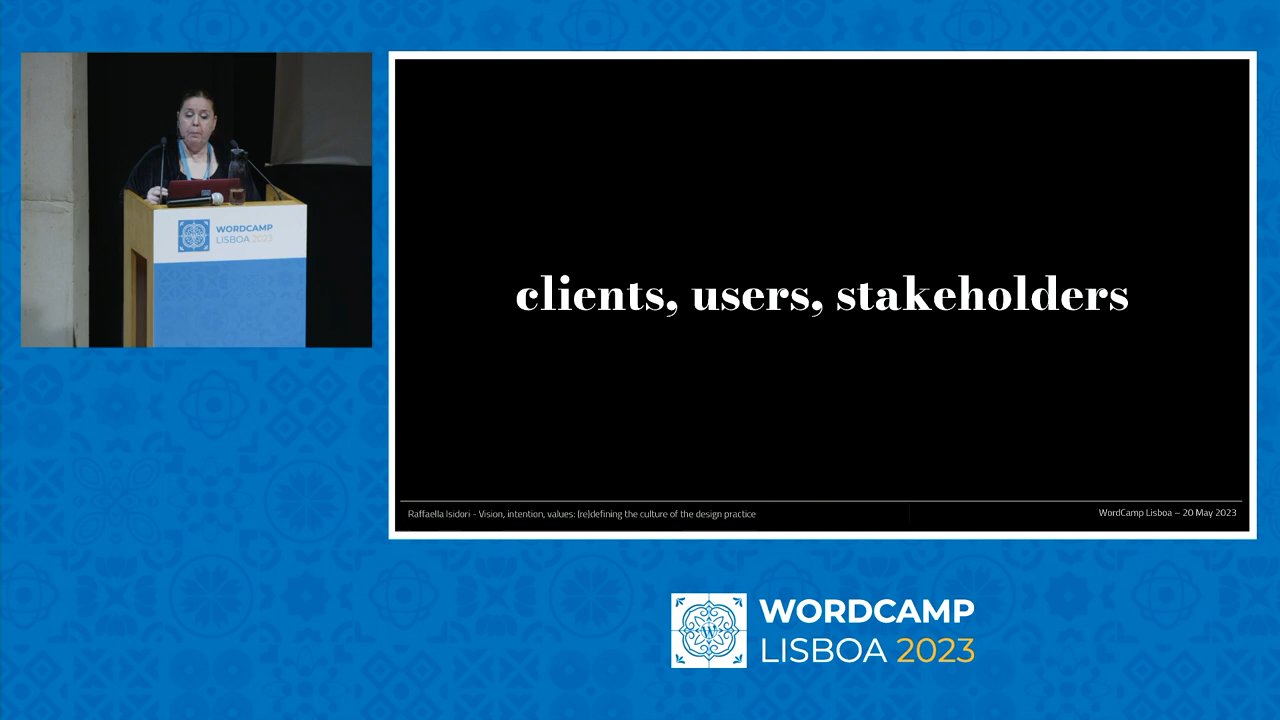 WORDCAMP
LISBOA 2023
clients, users, stakeholders
Raffaella Isidori - Vision, intention, values: (re)defining the culture of the design practice
WordCamp Lisboa – 20 May 2023
WORDCAMP
LISBOA 2023